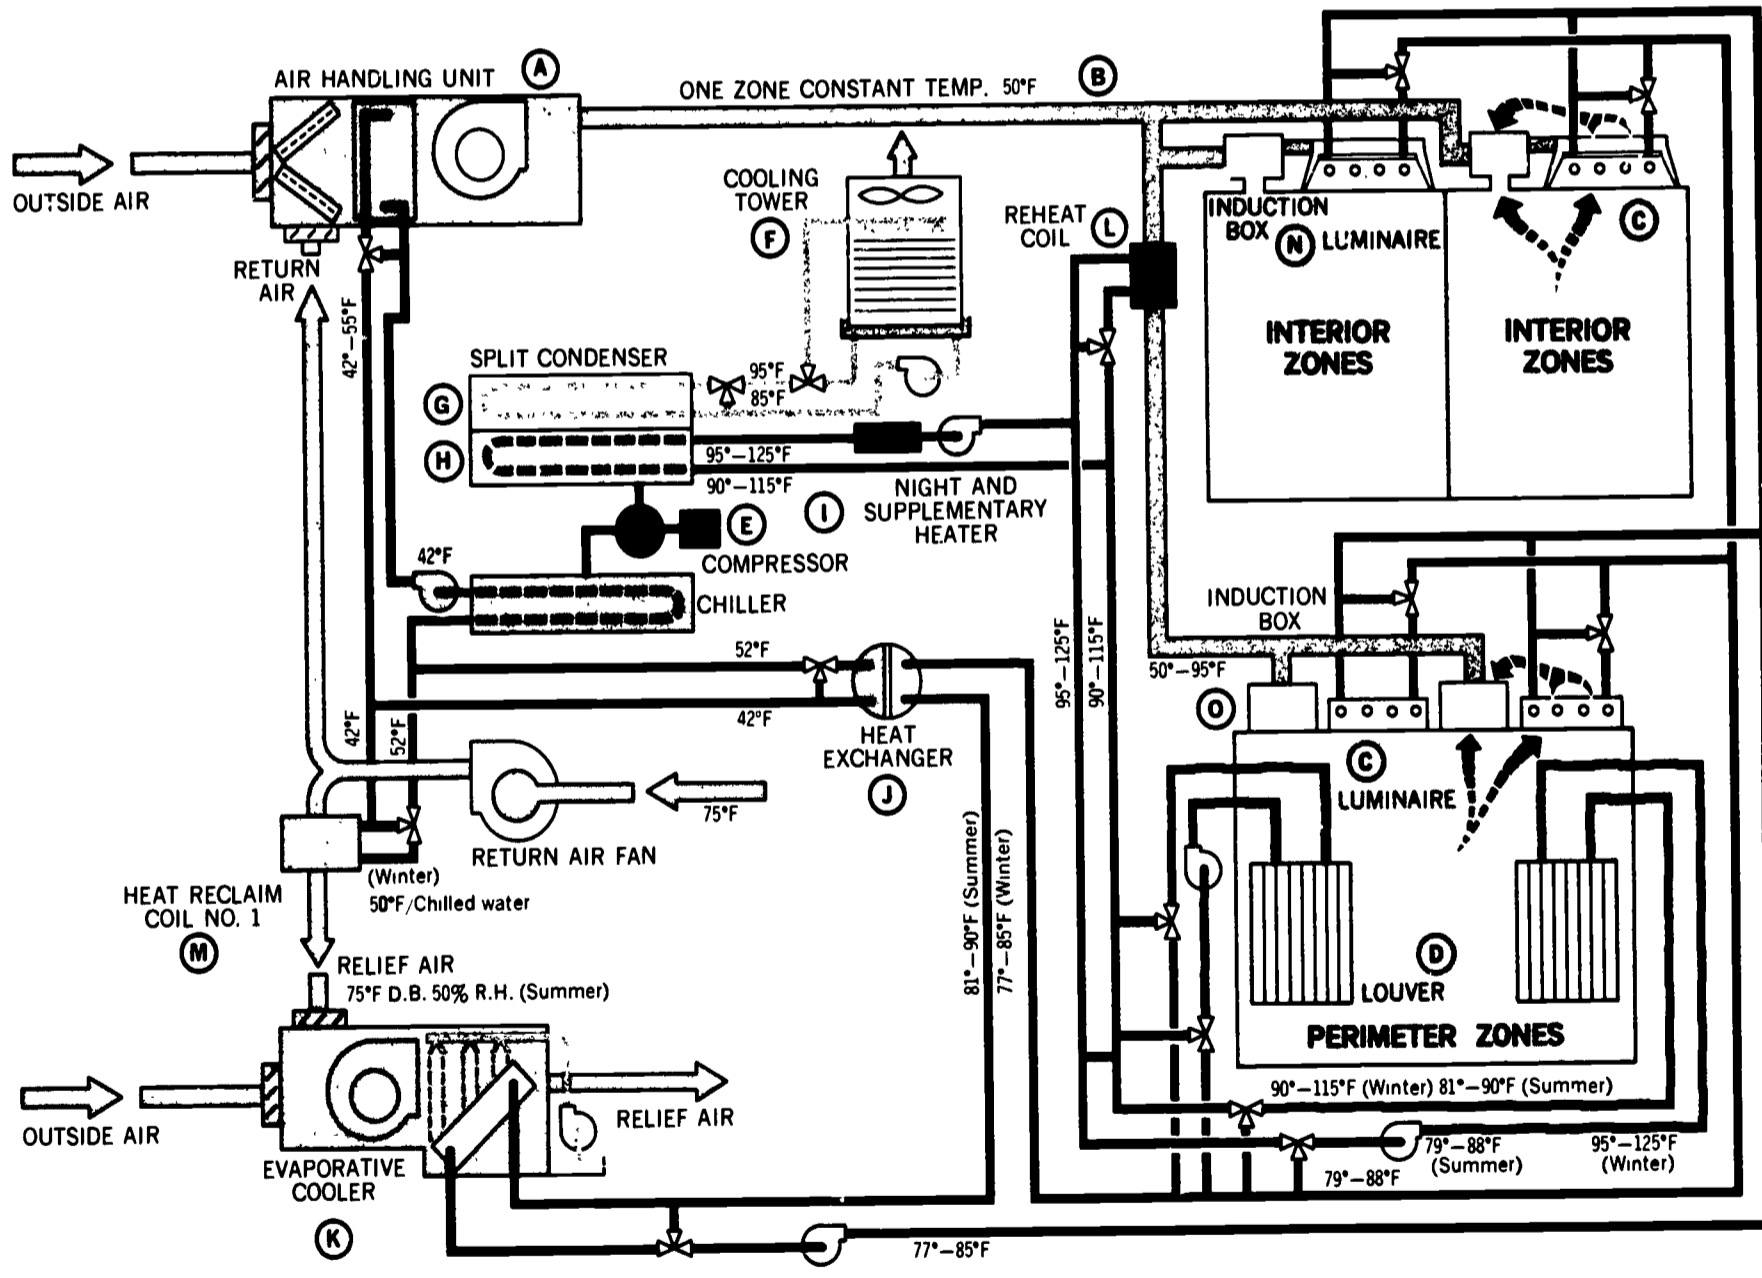 AIR HANDLING UNIT
A
ONE ZONE CONSTANT TEMP. 50°F
B
OUTSIDE AIR
RETURN
AIR
42°–55°F
COOLING
TOWER
F
REHEAT
COIL
L
INDUCTION
BOX
N
LUMINAIRE
C
INTERIOR
ZONES
INTERIOR
ZONES
SPLIT CONDENSER
95°F
85°F
G
H
95°–125°F
90°–115°F
I
NIGHT AND
SUPPLEMENTARY
HEATER
E
COMPRESSOR
42°F
CHILLER
52°F
42°F
HEAT
EXCHANGER
J
42°F
52°F
95°–125°F
90°–115°F
INDUCTION
BOX
50°–95°F
O
C
LUMINAIRE
75°F
RETURN AIR FAN
(Winter)
50°F/Chilled water
HEAT RECLAIM
COIL NO. 1
M
RELIEF AIR
75°F D.B. 50% R.H. (Summer)
81°–90°F (Summer)
77°–85°F (Winter)
D
LOUVER
PERIMETER ZONES
90°–115°F (Winter) 81°–90°F (Summer)
79°–88°F
(Summer)
95°–125°F
(Winter)
79°–88°F
OUTSIDE AIR
RELIEF AIR
EVAPORATIVE
COOLER
K
77°–85°F